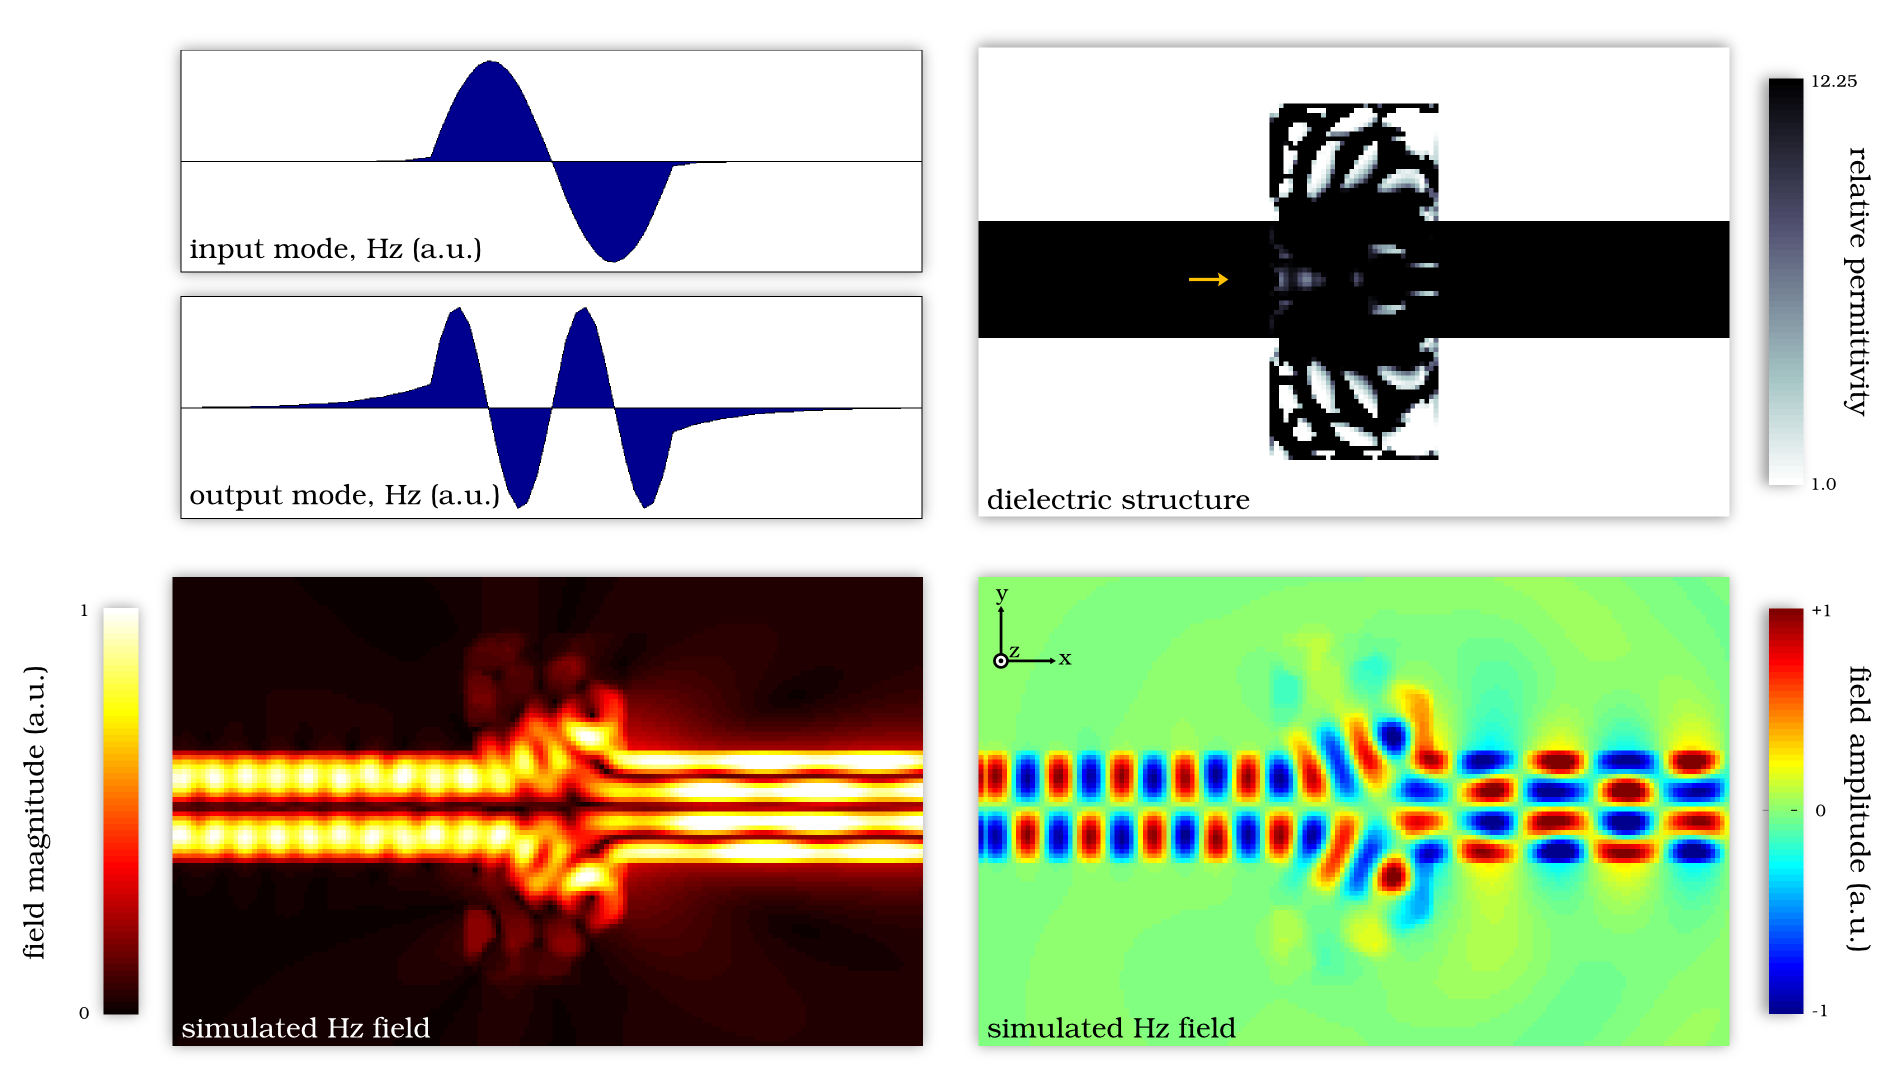 input mode, Hz (a.u.)
output mode, Hz (a.u.)
dielectric structure
12.25
relative permittivity
1.0
1
field magnitude (a.u.)
0
simulated Hz field
y
z
x
simulated Hz field
+1
0
-1
field amplitude (a.u.)